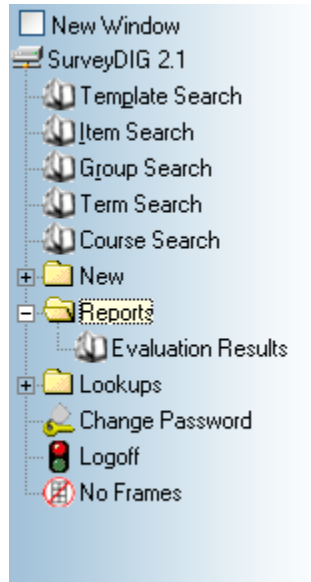 New Window
SurveyDIG 2.1
Template Search
Item Search
Group Search
Term Search
Course Search
New
Reports
Evaluation Results
Lookups
Change Password
Logoff
No Frames